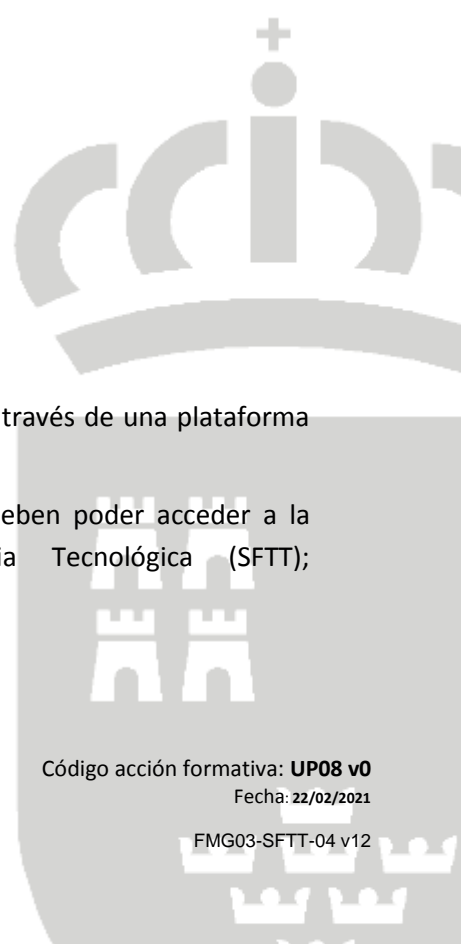 través de una plataforma
eben poder acceder a la
ia Tecnológica (SFTT);
Código acción formativa: UP08 v0
Fecha: 22/02/2021
FMG03-SFTT-04 v12